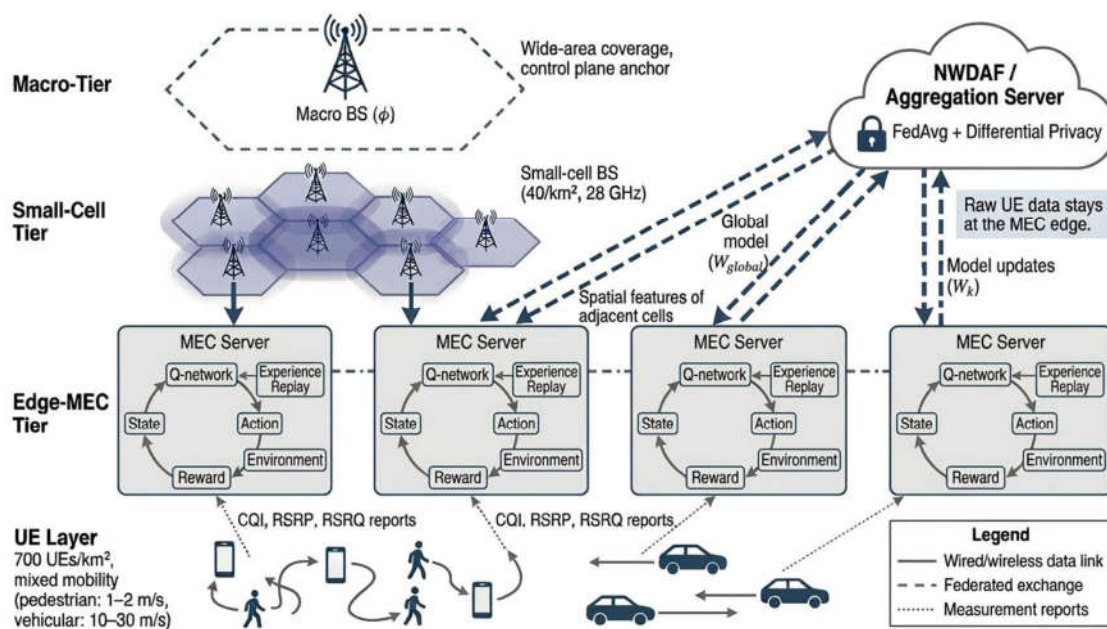 Macro-Tier
Macro BS (ϕ)
Wide-area coverage,
control plane anchor
NWDAF /
Aggregation Server
FedAvg + Differential Privacy
Small-Cell
Tier
Small-cell BS
(40/km², 28 GHz)
Global
model
(W_global)
Raw UE data stays
at the MEC edge.
Model updates
(W_k)
Spatial features of
adjacent cells
Edge-MEC
Tier
MEC Server
Q-network
Experience
Replay
State
Action
Environment
Reward
MEC Server
Q-network
Experience
Replay
State
Action
Environment
Reward
MEC Server
Q-network
Experience
Replay
State
Action
Environment
Reward
MEC Server
Q-network
Experience
Replay
State
Action
Environment
Reward
UE Layer
700 UEs/km²,
mixed mobility
(pedestrian: 1–2 m/s,
vehicular: 10–30 m/s)
CQI, RSRP, RSRQ reports
CQI, RSRP, RSRQ reports
Legend
Wired/wireless data link
Federated exchange
Measurement reports